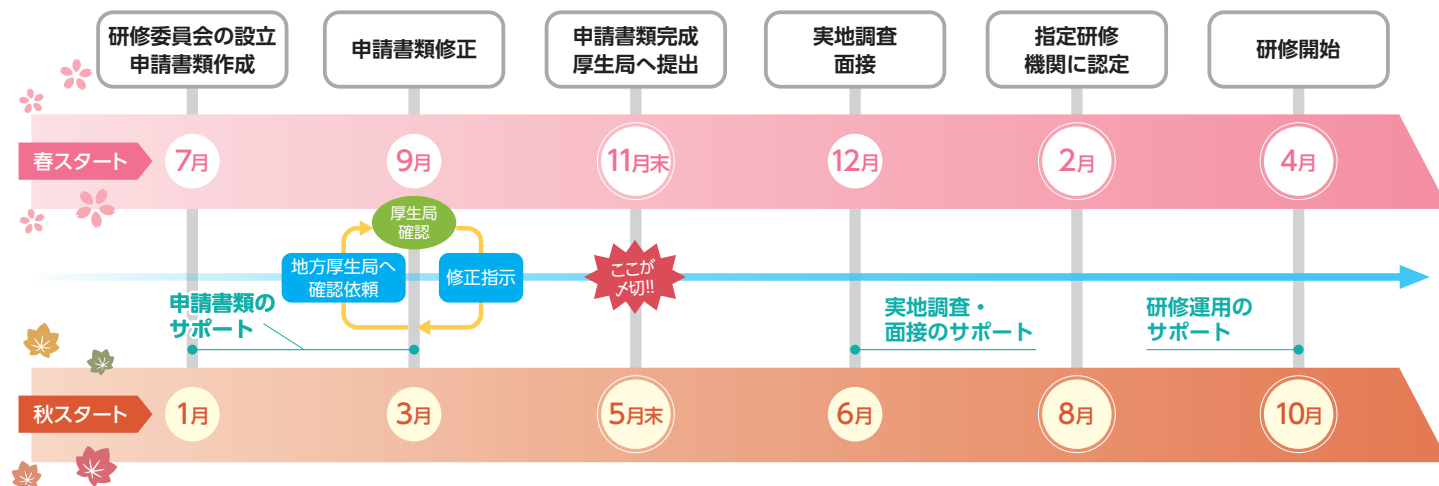 研修委員会の設立
申請書類作成
申請書類修正
申請書類完成
厚生局へ提出
実地調査
面接
指定研修
機関に認定
研修開始
春スタート
7月
9月
11月末
12月
2月
4月
厚生局
確認
地方厚生局へ
確認依頼
修正指示
ここが
〆切!!
申請書類の
サポート
実地調査・
面接のサポート
研修運用の
サポート
秋スタート
1月
3月
5月末
6月
8月
10月